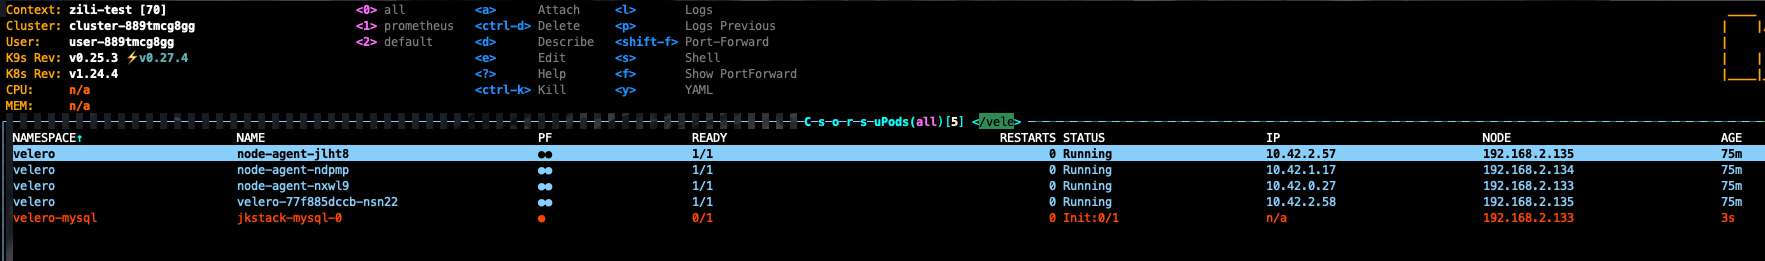 Context: zili-test [70] <0> all <a> Attach <l> Logs
Cluster: cluster-889tmcg8gg <1> prometheus <ctrl-d> Delete <p> Logs Previous
User: user-889tmcg8gg <2> default <d> Describe <shift-f> Port-Forward
K9s Rev: v0.25.3 ⚡v0.27.4 <e> Edit <s> Shell
K8s Rev: v1.24.4 <?> Help <f> Show PortForward
CPU: n/a <ctrl-k> Kill <y> YAML
MEM: n/a
C s o r s uPods(all)[5] </vele>
NAMESPACE↑ NAME PF READY RESTARTS STATUS IP NODE AGE
velero node-agent-jlht8 ●● 1/1 0 Running 10.42.2.57 192.168.2.135 75m
velero node-agent-ndpmp ●● 1/1 0 Running 10.42.1.17 192.168.2.134 75m
velero node-agent-nxwl9 ●● 1/1 0 Running 10.42.0.27 192.168.2.133 75m
velero velero-77f885dccb-nsn22 ●● 1/1 0 Running 10.42.2.58 192.168.2.135 75m
velero-mysql jkstack-mysql-0 ● 0/1 0 Init:0/1 n/a 192.168.2.133 3s